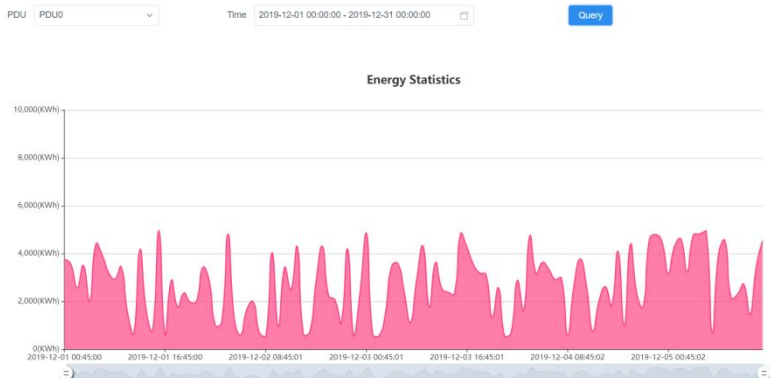 PDU PDU0 Time 2019-12-01 00:00:00 - 2019-12-31 00:00:00 Query
Energy Statistics
10,000(KWh)
8,000(KWh)
6,000(KWh)
4,000(KWh)
2,000(KWh)
0(KWh)
2019-12-01 00:45:00 2019-12-01 16:45:00 2019-12-02 08:45:01 2019-12-03 00:45:01 2019-12-03 16:45:01 2019-12-04 08:45:02 2019-12-05 00:45:02